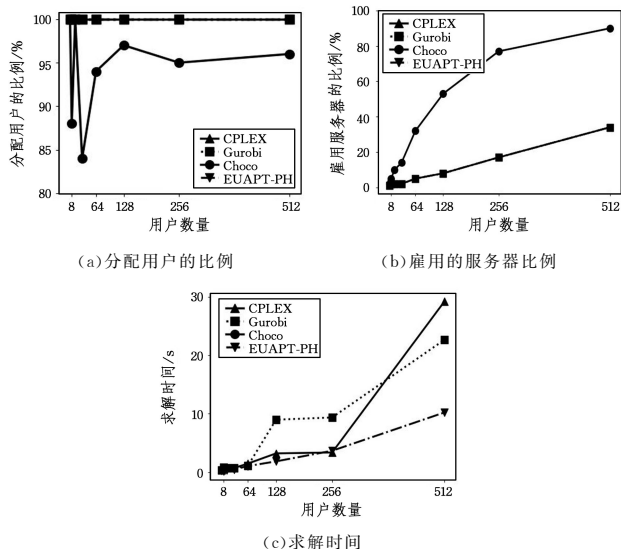 分配用户的比例/%
100
95
90
85
80
CPLEX
Gurobi
Choco
EUAPT-PH
8 64 128 256 512
用户数量
(a)分配用户的比例
雇用服务器的比例/%
100
80
60
40
20
0
CPLEX
Gurobi
Choco
EUAPT-PH
8 64 128 256 512
用户数量
(b)雇用的服务器比例
求解时间/s
30
20
10
0
CPLEX
Gurobi
Choco
EUAPT-PH
8 64 128 256 512
用户数量
(c)求解时间